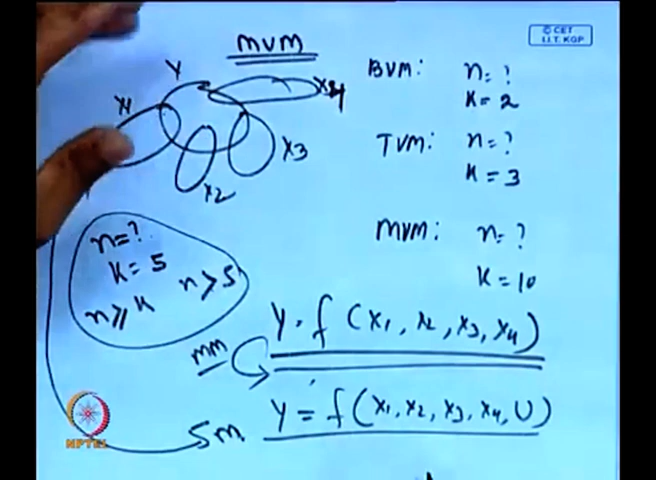 MVM
© CET
I.I.T. KGP
Y
X1
X2
X3
X4
BVM: n = ?
K = 2
TVM: n = ?
K = 3
MVM: n = ?
K = 10
n = ?
K = 5
n ⩾ K n > 5
Y = f (X1, X2, X3, X4)
MM
SM Y = f (X1, X2, X3, X4, U)
NPTEL